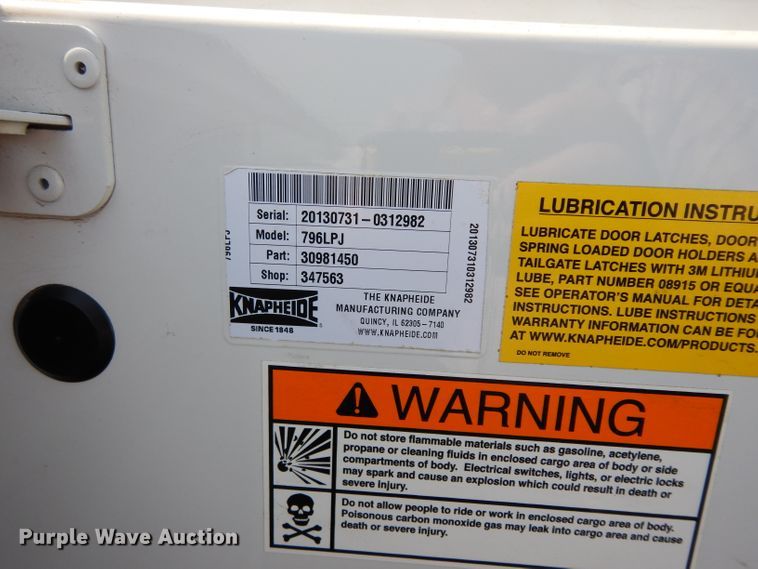 Serial: 20130731-0312982
Model: 796LPJ
Part: 30981450
Shop: 347563
796LPJ
201307310312982
KNAPHEIDE
SINCE 1848
THE KNAPHEIDE
MANUFACTURING COMPANY
QUINCY, IL 62305-7140
WWW.KNAPHEIDE.COM
LUBRICATION INSTRU
LUBRICATE DOOR LATCHES, DOOR
SPRING LOADED DOOR HOLDERS A
TAILGATE LATCHES WITH 3M LITHIU
LUBE, PART NUMBER 08915 OR EQUA
SEE OPERATOR'S MANUAL FOR DETA
INSTRUCTIONS. LUBE INSTRUCTIONS
WARRANTY INFORMATION CAN BE FO
AT WWW.KNAPHEIDE.COM/PRODUCTS.
DO NOT REMOVE
WARNING
Do not store flammable materials such as gasoline, acetylene,
propane or cleaning fluids in enclosed cargo area of body or side
compartments of body. Electrical switches, lights, or electric locks
may spark and cause an explosion which could result in death or
severe injury.
Do not allow people to ride or work in enclosed cargo area of body.
Poisonous carbon monoxide gas may leak into cargo area and cause
death or severe injury.
Purple Wave Auction